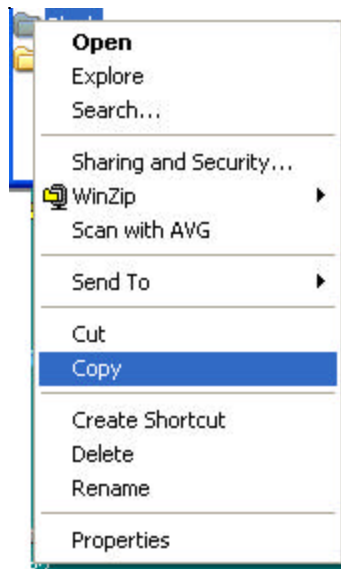 Open
Explore
Search...
Sharing and Security...
WinZip
Scan with AVG
Send To
Cut
Copy
Create Shortcut
Delete
Rename
Properties